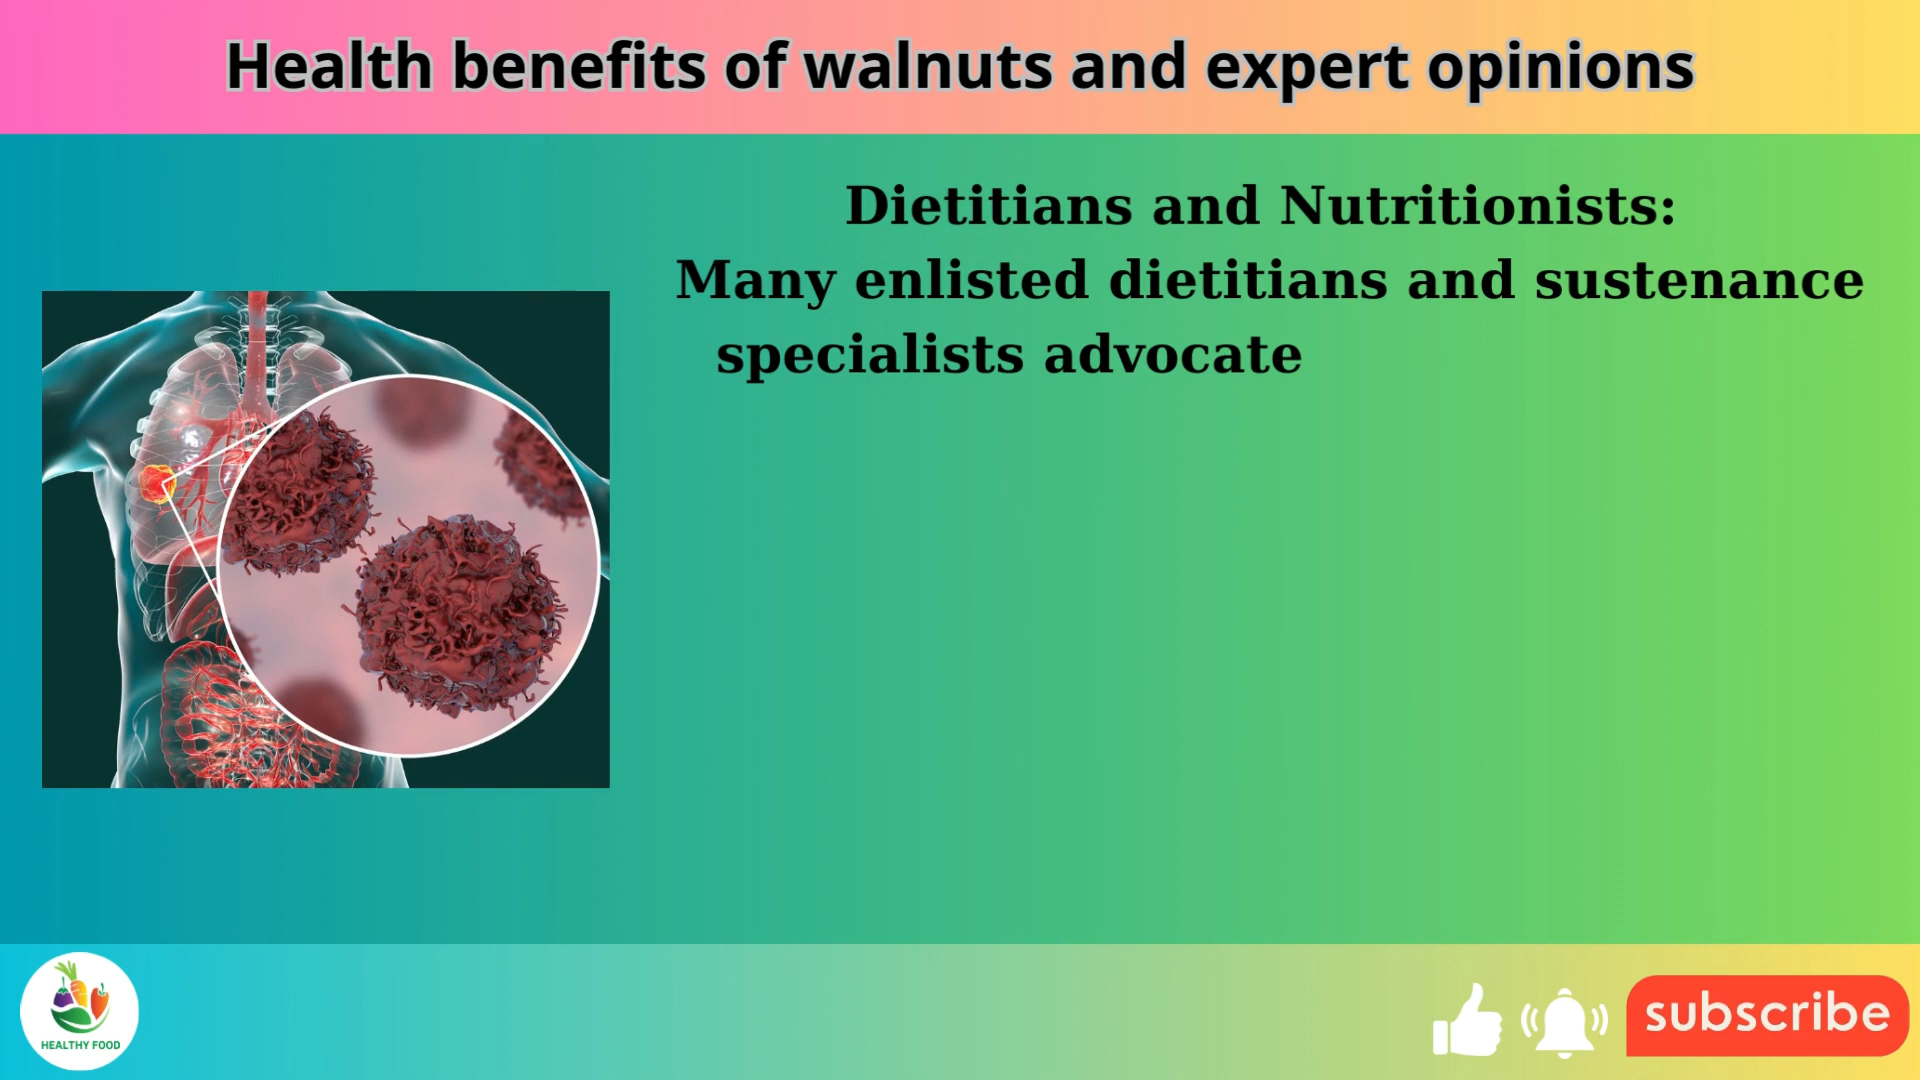 Health benefits of walnuts and expert opinions
Dietitians and Nutritionists:
Many enlisted dietitians and sustenance
specialists advocate
HEALTHY FOOD
subscribe